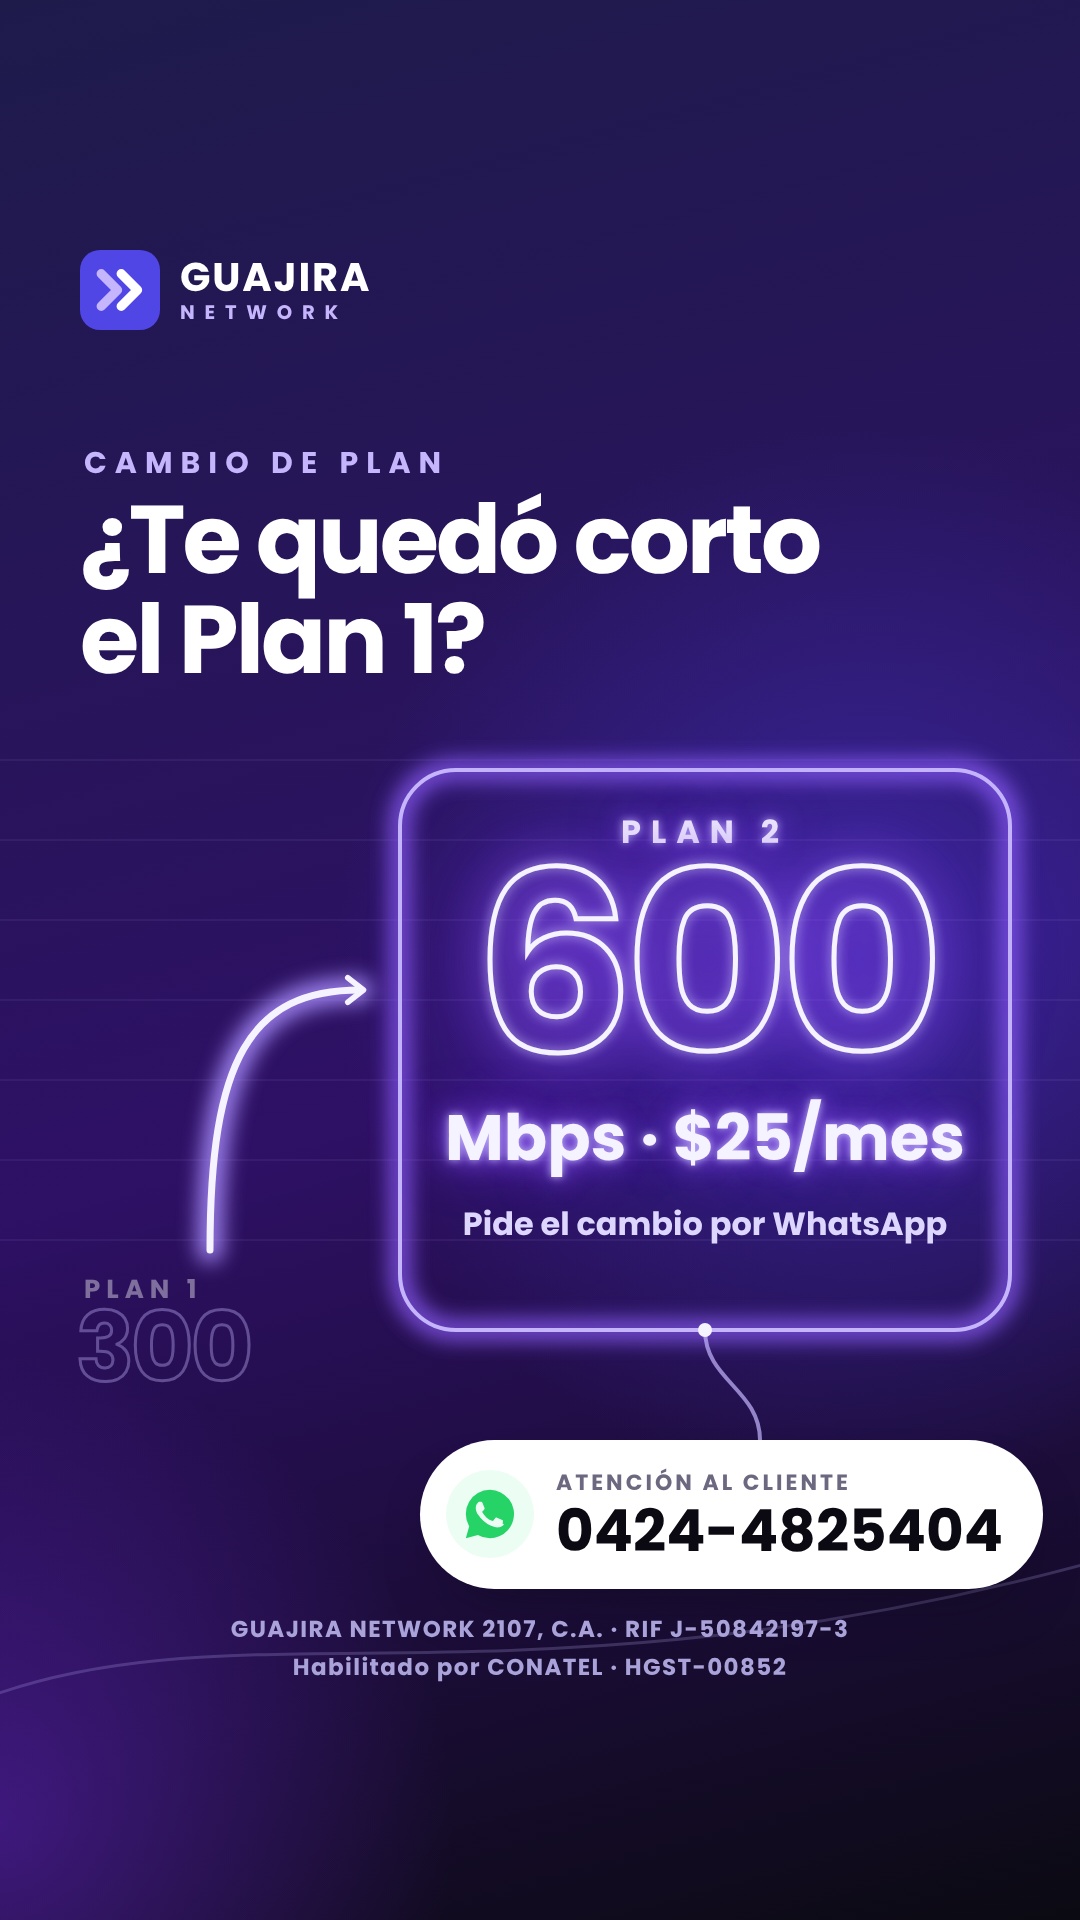 GUAJIRA
NETWORK
CAMBIO DE PLAN
¿Te quedó corto
el Plan 1?
PLAN 2
600
Mbps · $25/mes
Pide el cambio por WhatsApp
PLAN 1
300
ATENCIÓN AL CLIENTE
0424-4825404
GUAJIRA NETWORK 2107, C.A. · RIF J-50842197-3
Habilitado por CONATEL · HGST-00852